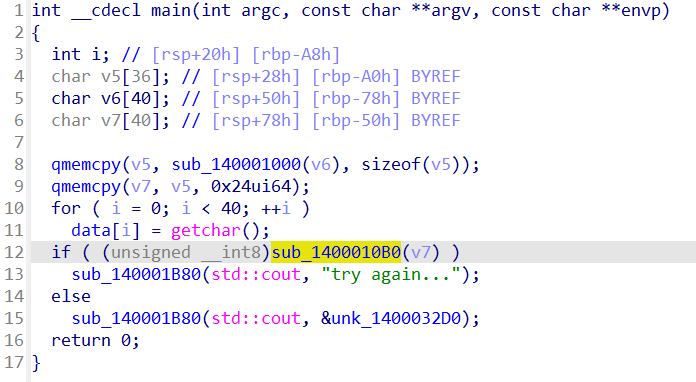 1 int __cdecl main(int argc, const char **argv, const char **envp)
2 {
3   int i; // [rsp+20h] [rbp-A8h]
4   char v5[36]; // [rsp+28h] [rbp-A0h] BYREF
5   char v6[40]; // [rsp+50h] [rbp-78h] BYREF
6   char v7[40]; // [rsp+78h] [rbp-50h] BYREF
7
8   qmemcpy(v5, sub_140001000(v6), sizeof(v5));
9   qmemcpy(v7, v5, 0x24ui64);
10   for ( i = 0; i < 40; ++i )
11     data[i] = getchar();
12   if ( (unsigned __int8)sub_1400010B0(v7) )
13     sub_140001B80(std::cout, "try again...");
14   else
15     sub_140001B80(std::cout, &unk_1400032D0);
16   return 0;
17 }